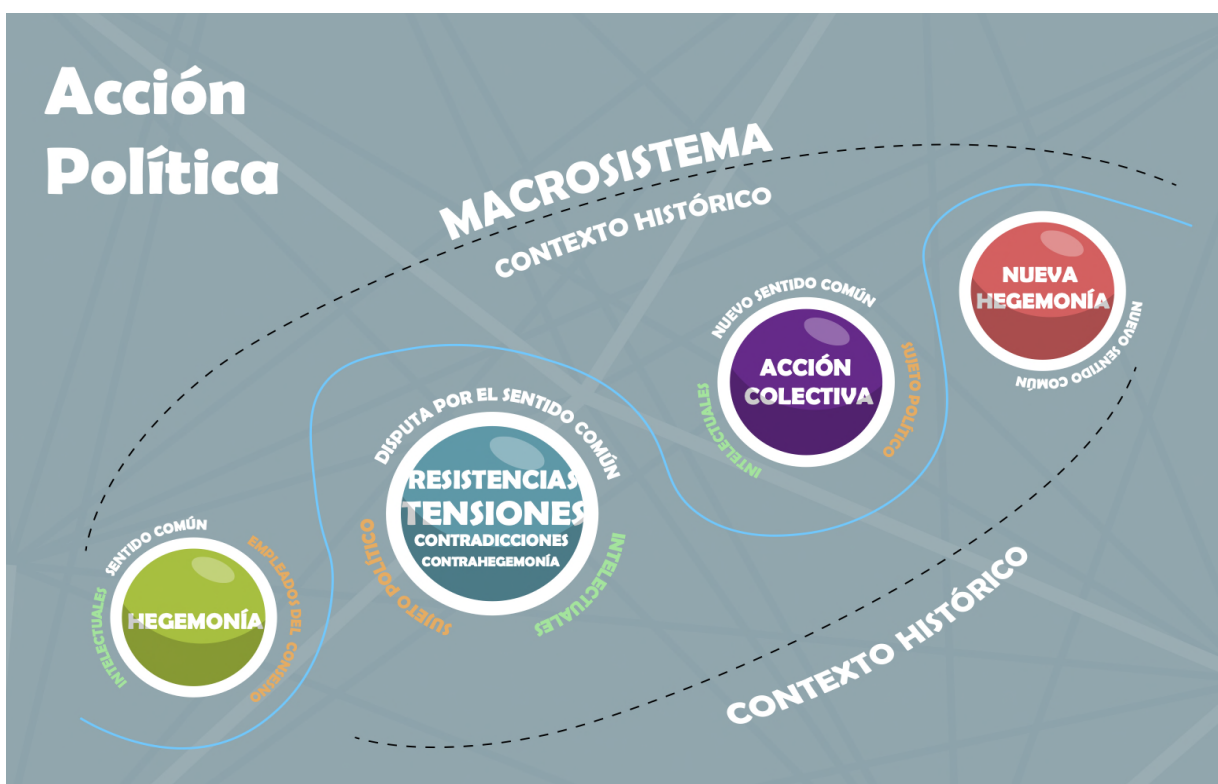 Acción
Política
MACROSISTEMA
CONTEXTO HISTÓRICO
NUEVA
HEGEMONÍA
NUEVO SENTIDO COMÚN
NUEVO SENTIDO COMÚN
ACCIÓN
COLECTIVA
INTELECTUALES
SUJETO POLÍTICO
DISPUTA POR EL SENTIDO COMÚN
RESISTENCIAS
TENSIONES
CONTRADICCIONES
CONTRAHEGEMONÍA
SUJETO POLÍTICO
INTELECTUALES
SENTIDO COMÚN
HEGEMONÍA
INTELECTUALES
EMPLEADOS DEL CONSESNO
CONTEXTO HISTÓRICO